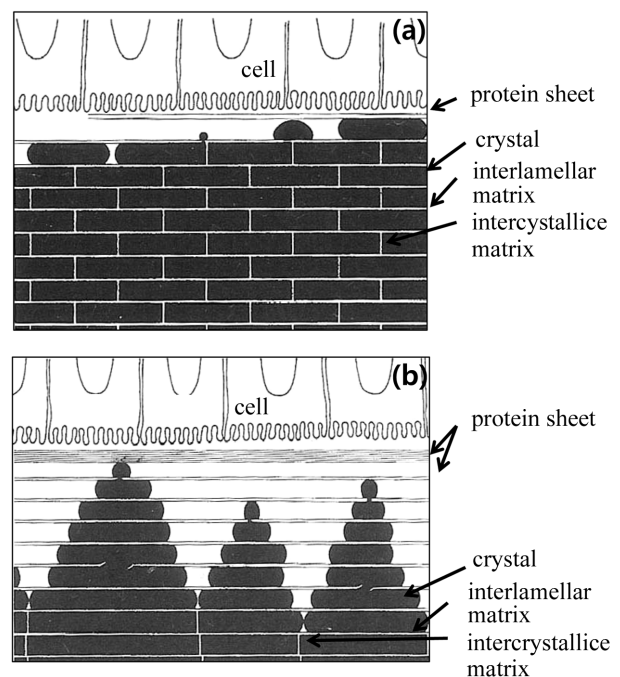 (a)
cell
protein sheet
crystal
interlamellar
matrix
intercystallice
matrix
(b)
cell
protein sheet
crystal
interlamellar
matrix
intercrystallice
matrix